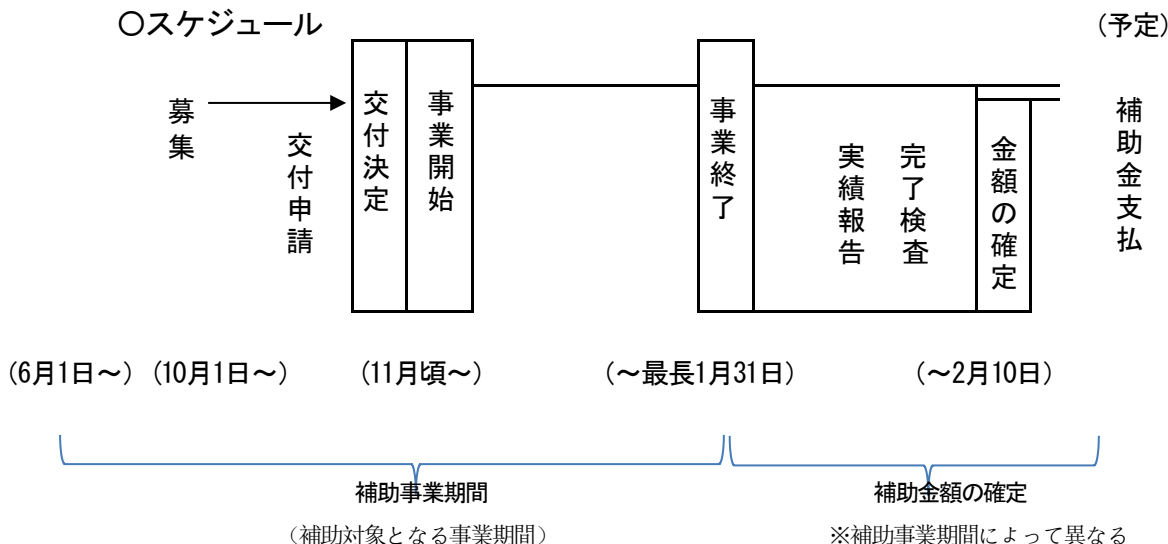 ○スケジュール
(予定)
募集
交付申請
交付決定
事業開始
事業終了
実績報告
完了検査
金額の確定
補助金支払
(6月1日～)
(10月1日～)
(11月頃～)
(～最長1月31日)
(～2月10日)
補助事業期間
補助金額の確定
(補助対象となる事業期間)
※補助事業期間によって異なる